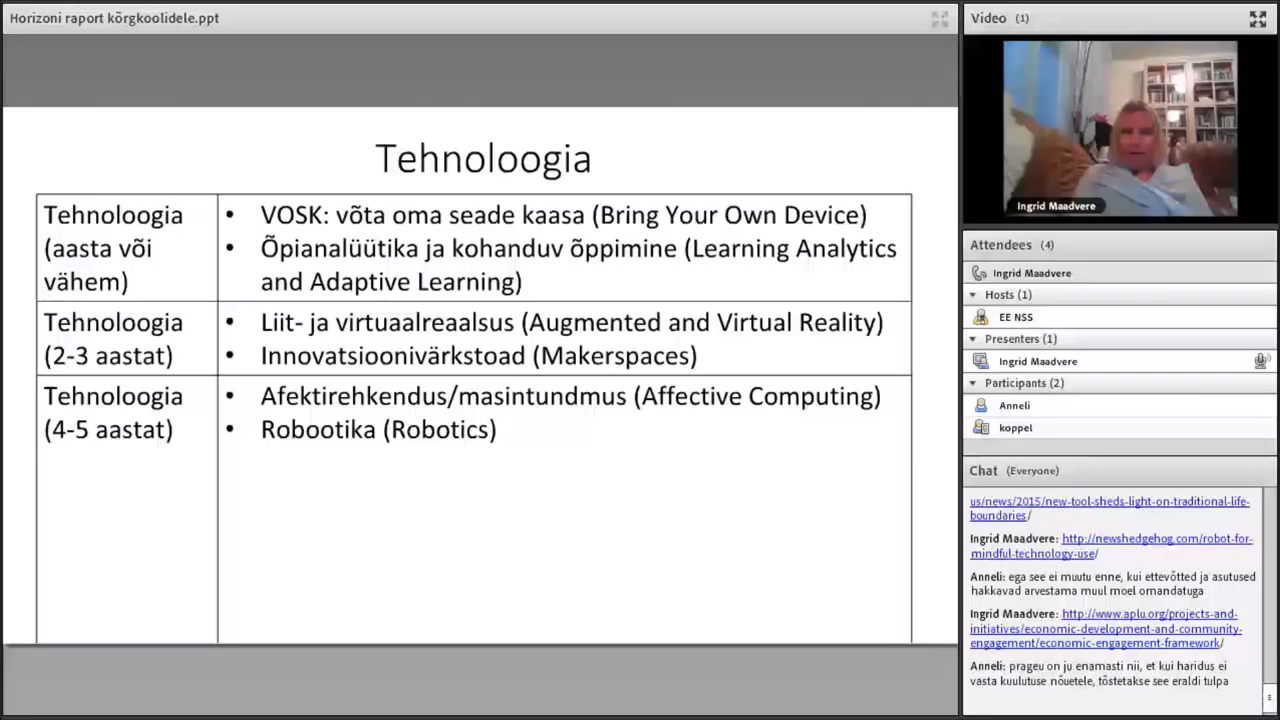 Horizoni raport kõrgkoolidele.ppt
Tehnoloogia
Tehnoloogia
(aasta või
vähem)
• VOSK: võta oma seade kaasa (Bring Your Own Device)
• Õpianalüütika ja kohanduv õppimine (Learning Analytics
and Adaptive Learning)
Tehnoloogia
(2-3 aastat)
• Liit- ja virtuaalreaalsus (Augmented and Virtual Reality)
• Innovatsioonivärkstoad (Makerspaces)
Tehnoloogia
(4-5 aastat)
• Afektirehkendus/masintundmus (Affective Computing)
• Robootika (Robotics)
Video (1)
Ingrid Maadvere
Attendees (4)
Ingrid Maadvere
Hosts (1)
EE NSS
Presenters (1)
Ingrid Maadvere
Participants (2)
Anneli
koppel
Chat (Everyone)
us/news/2015/new-tool-sheds-light-on-traditional-life-
boundaries/
Ingrid Maadvere: http://newshedgehog.com/robot-for-
mindful-technology-use/
Anneli: ega see ei muutu enne, kui ettevõtted ja asutused
hakkavad arvestama muul moel omandatuga
Ingrid Maadvere: http://www.aplu.org/projects-and-
initiatives/economic-development-and-community-
engagement/economic-engagement-framework/
Anneli: prageu on ju enamasti nii, et kui haridus ei
vasta kuulutuse nõuetele, tõstetakse see eraldi tulpa